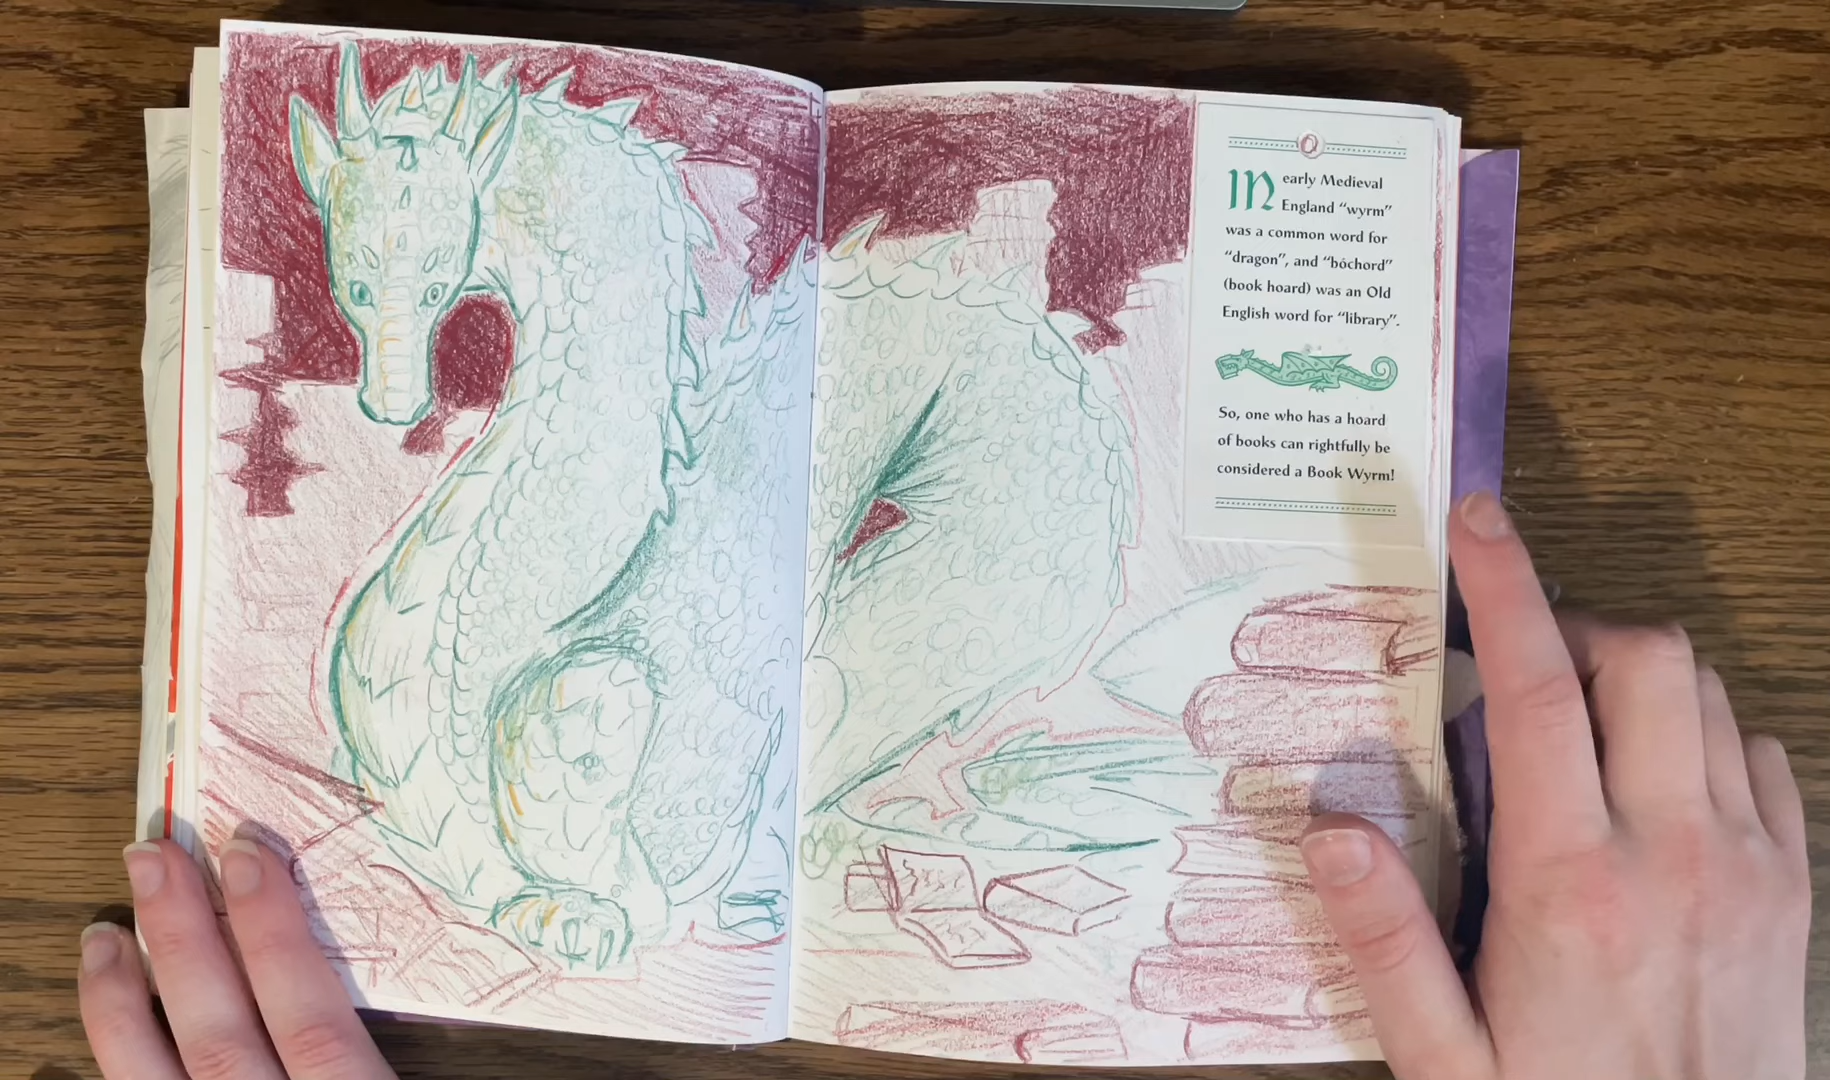 In early Medieval
England “wyrm”
was a common word for
“dragon”, and “bôchord”
(book hoard) was an Old
English word for “library”.
So, one who has a hoard
of books can rightfully be
considered a Book Wyrm!